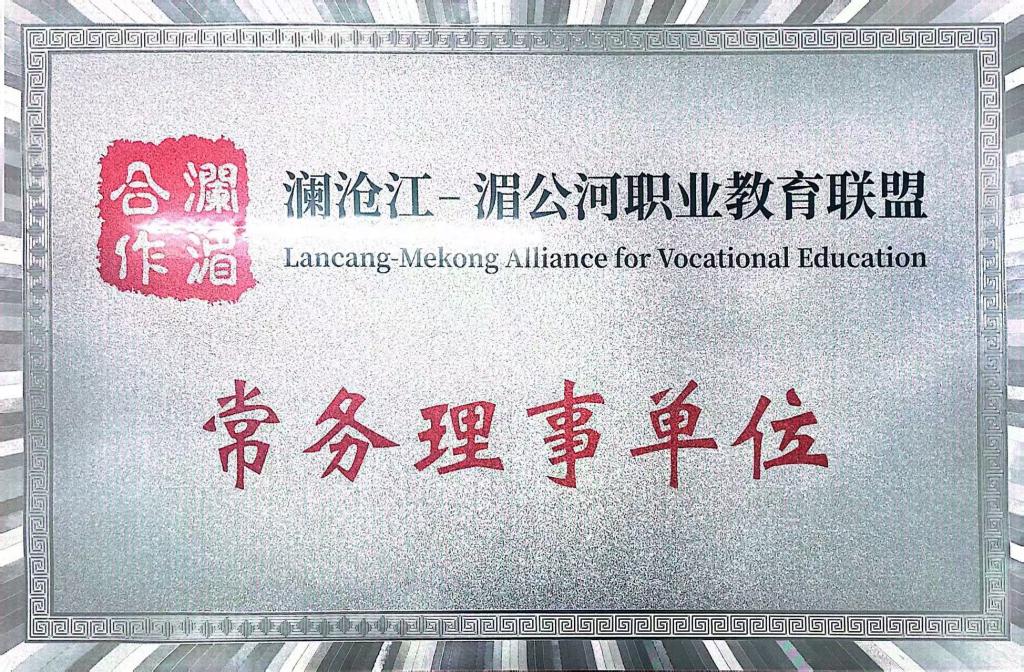 澜湄合作
澜沧江-湄公河职业教育联盟
Lancang-Mekong Alliance for Vocational Education
常务理事单位